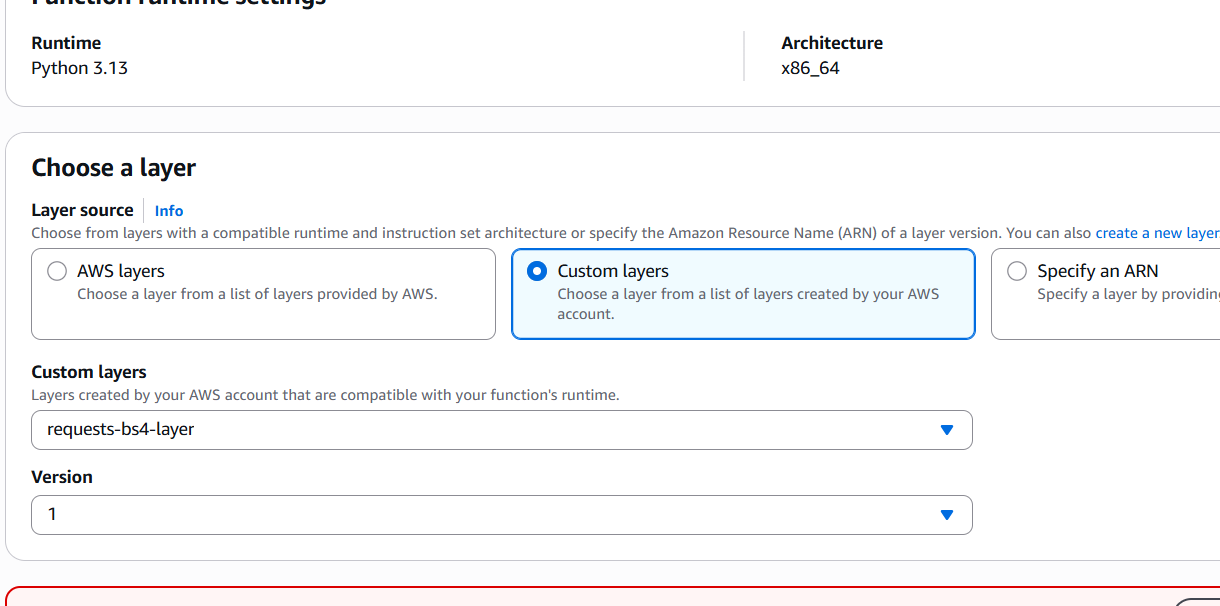 Function runtime settings
Runtime
Python 3.13
Architecture
x86_64
Choose a layer
Layer source
Info
Choose from layers with a compatible runtime and instruction set architecture or specify the Amazon Resource Name (ARN) of a layer version. You can also create a new layer
AWS layers
Choose a layer from a list of layers provided by AWS.
Custom layers
Choose a layer from a list of layers created by your AWS
account.
Specify an ARN
Specify a layer by providing
Custom layers
Layers created by your AWS account that are compatible with your function's runtime.
requests-bs4-layer
Version
1